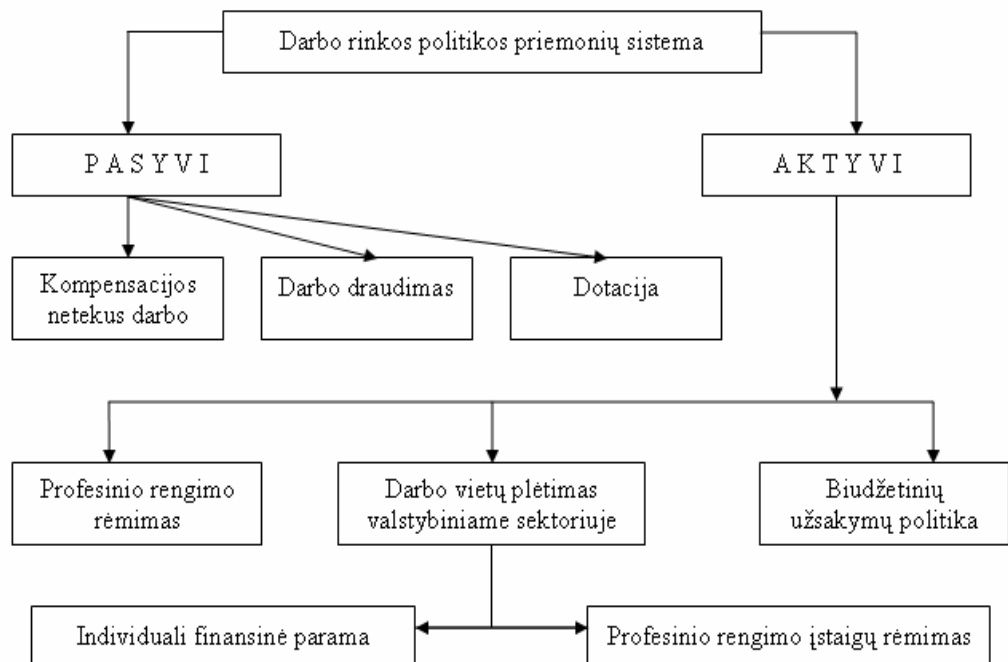 Darbo rinkos politikos priemonių sistema
P A S Y V I
A K T Y V I
Kompensacijos
netekus darbo
Darbo draudimas
Dotacija
Profesinio rengimo
rėmimas
Darbo vietų plėtimas
valstybiniame sektoriuje
Biudžetinių
užsakymų politika
Individuali finansinė parama
Profesinio rengimo įstaigų rėmimas